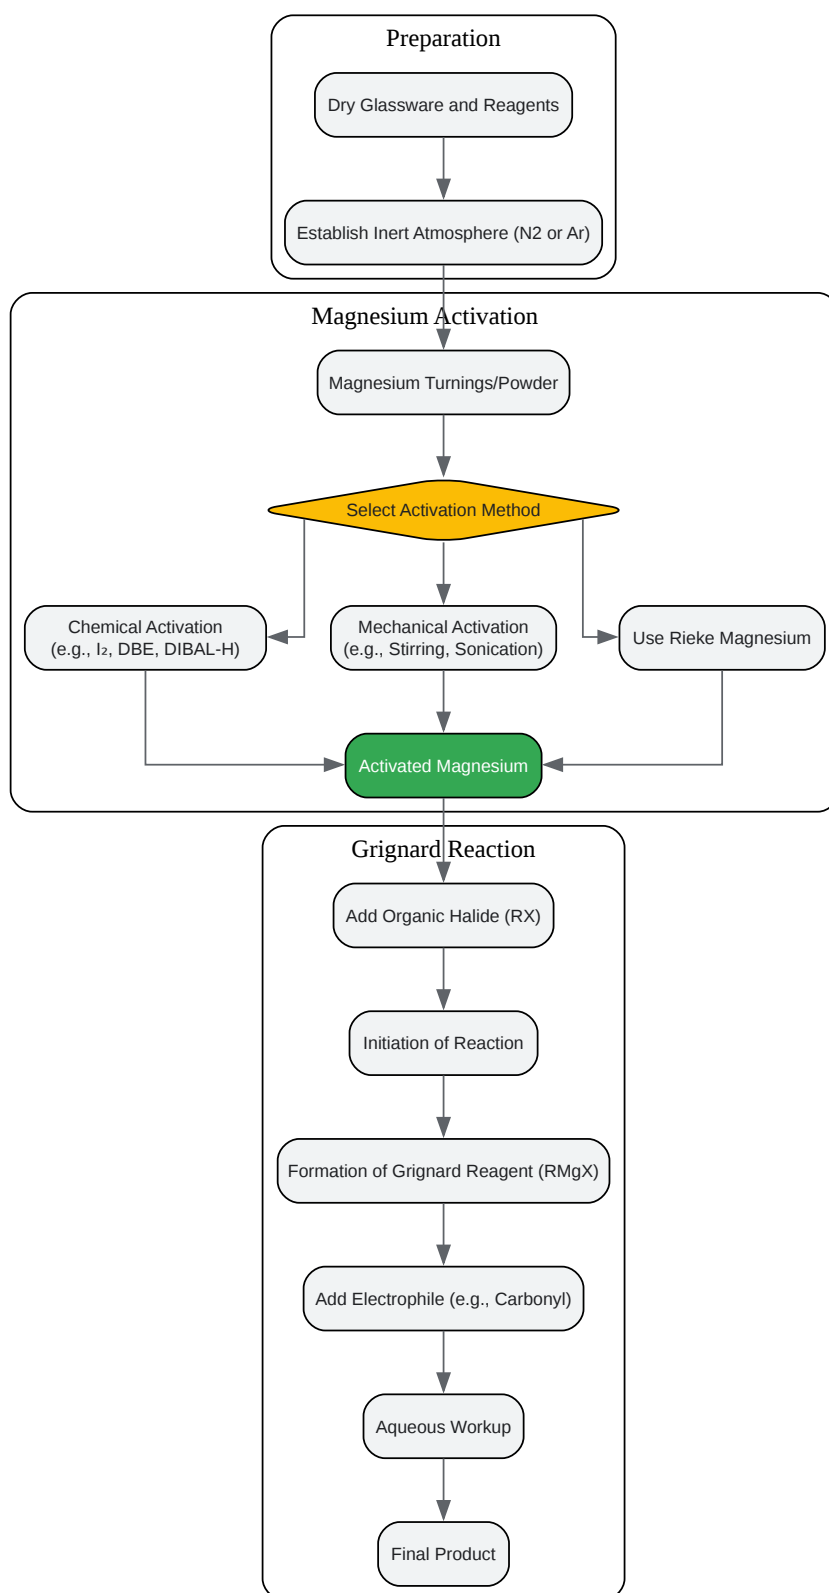 Preparation
Dry Glassware and Reagents
Establish Inert Atmosphere (N2 or Ar)
Magnesium Activation
Magnesium Turnings/Powder
Select Activation Method
Chemical Activation
(e.g., I₂, DBE, DIBAL-H)
Mechanical Activation
(e.g., Stirring, Sonication)
Use Rieke Magnesium
Activated Magnesium
Grignard Reaction
Add Organic Halide (RX)
Initiation of Reaction
Formation of Grignard Reagent (RMgX)
Add Electrophile (e.g., Carbonyl)
Aqueous Workup
Final Product